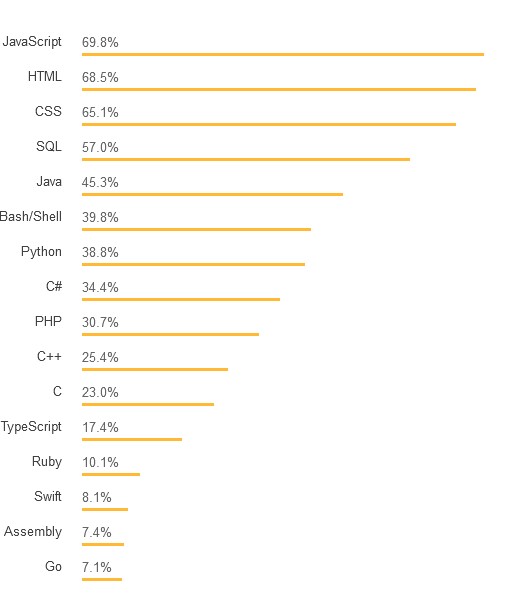 JavaScript 69.8%
HTML 68.5%
CSS 65.1%
SQL 57.0%
Java 45.3%
Bash/Shell 39.8%
Python 38.8%
C# 34.4%
PHP 30.7%
C++ 25.4%
C 23.0%
TypeScript 17.4%
Ruby 10.1%
Swift 8.1%
Assembly 7.4%
Go 7.1%